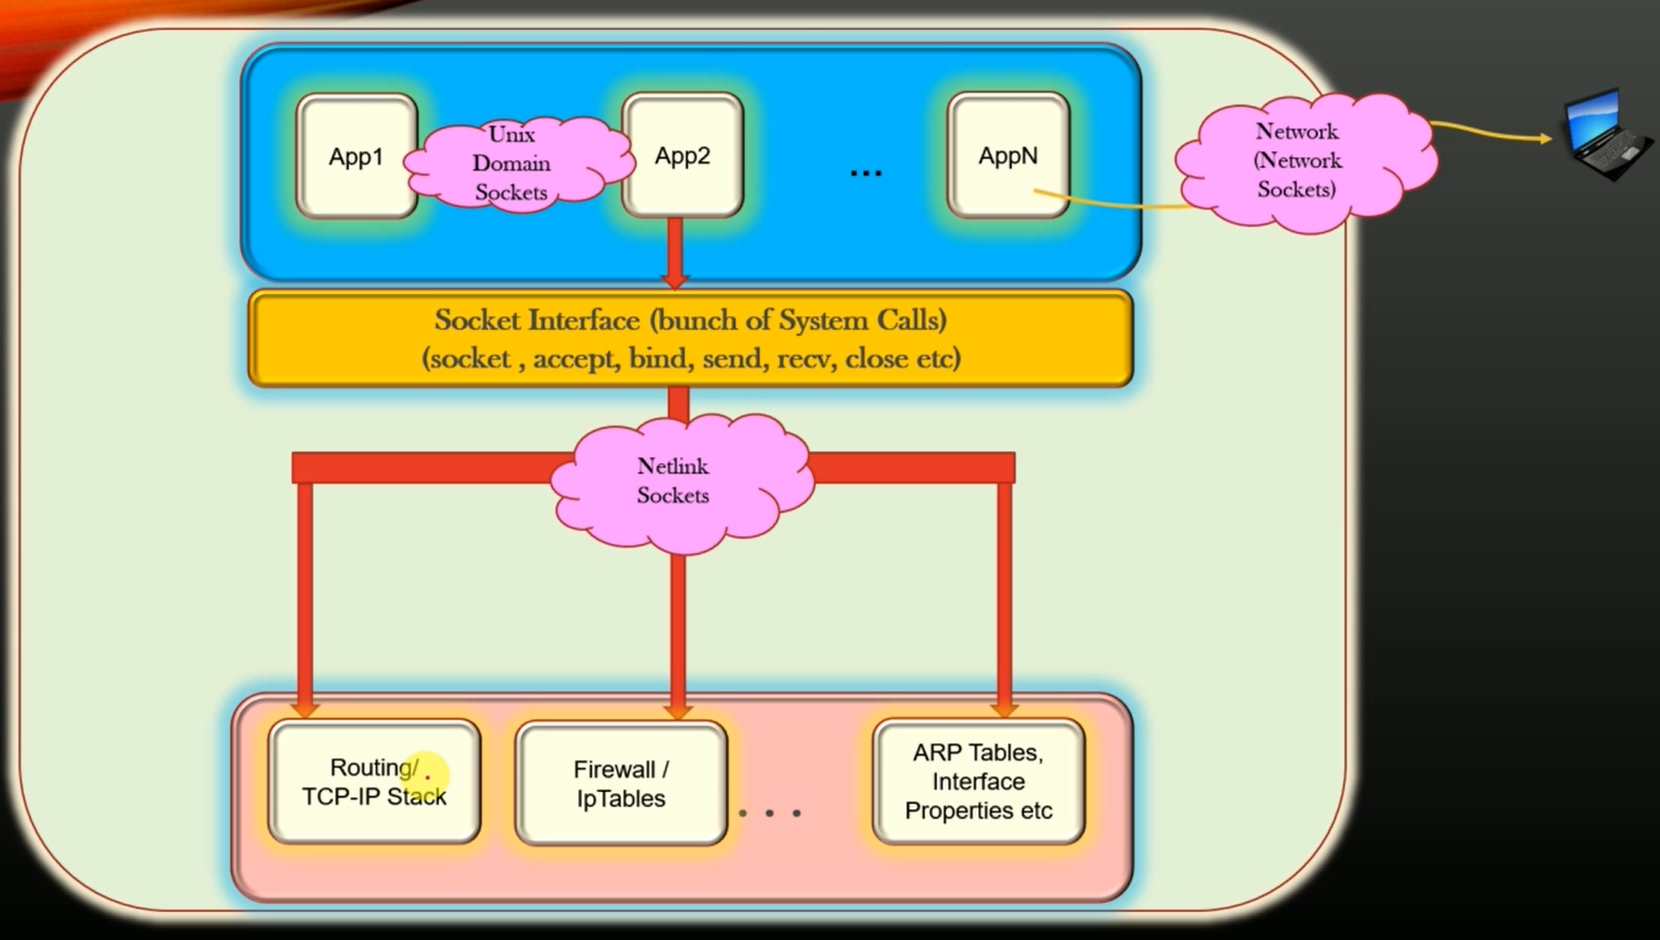 App1
Unix
Domain
Sockets
App2
...
AppN
Network
(Network
Sockets)
Socket Interface (bunch of System Calls)
(socket , accept, bind, send, recv, close etc)
Netlink
Sockets
Routing/
TCP-IP Stack
Firewall /
IpTables
. . .
ARP Tables,
Interface
Properties etc